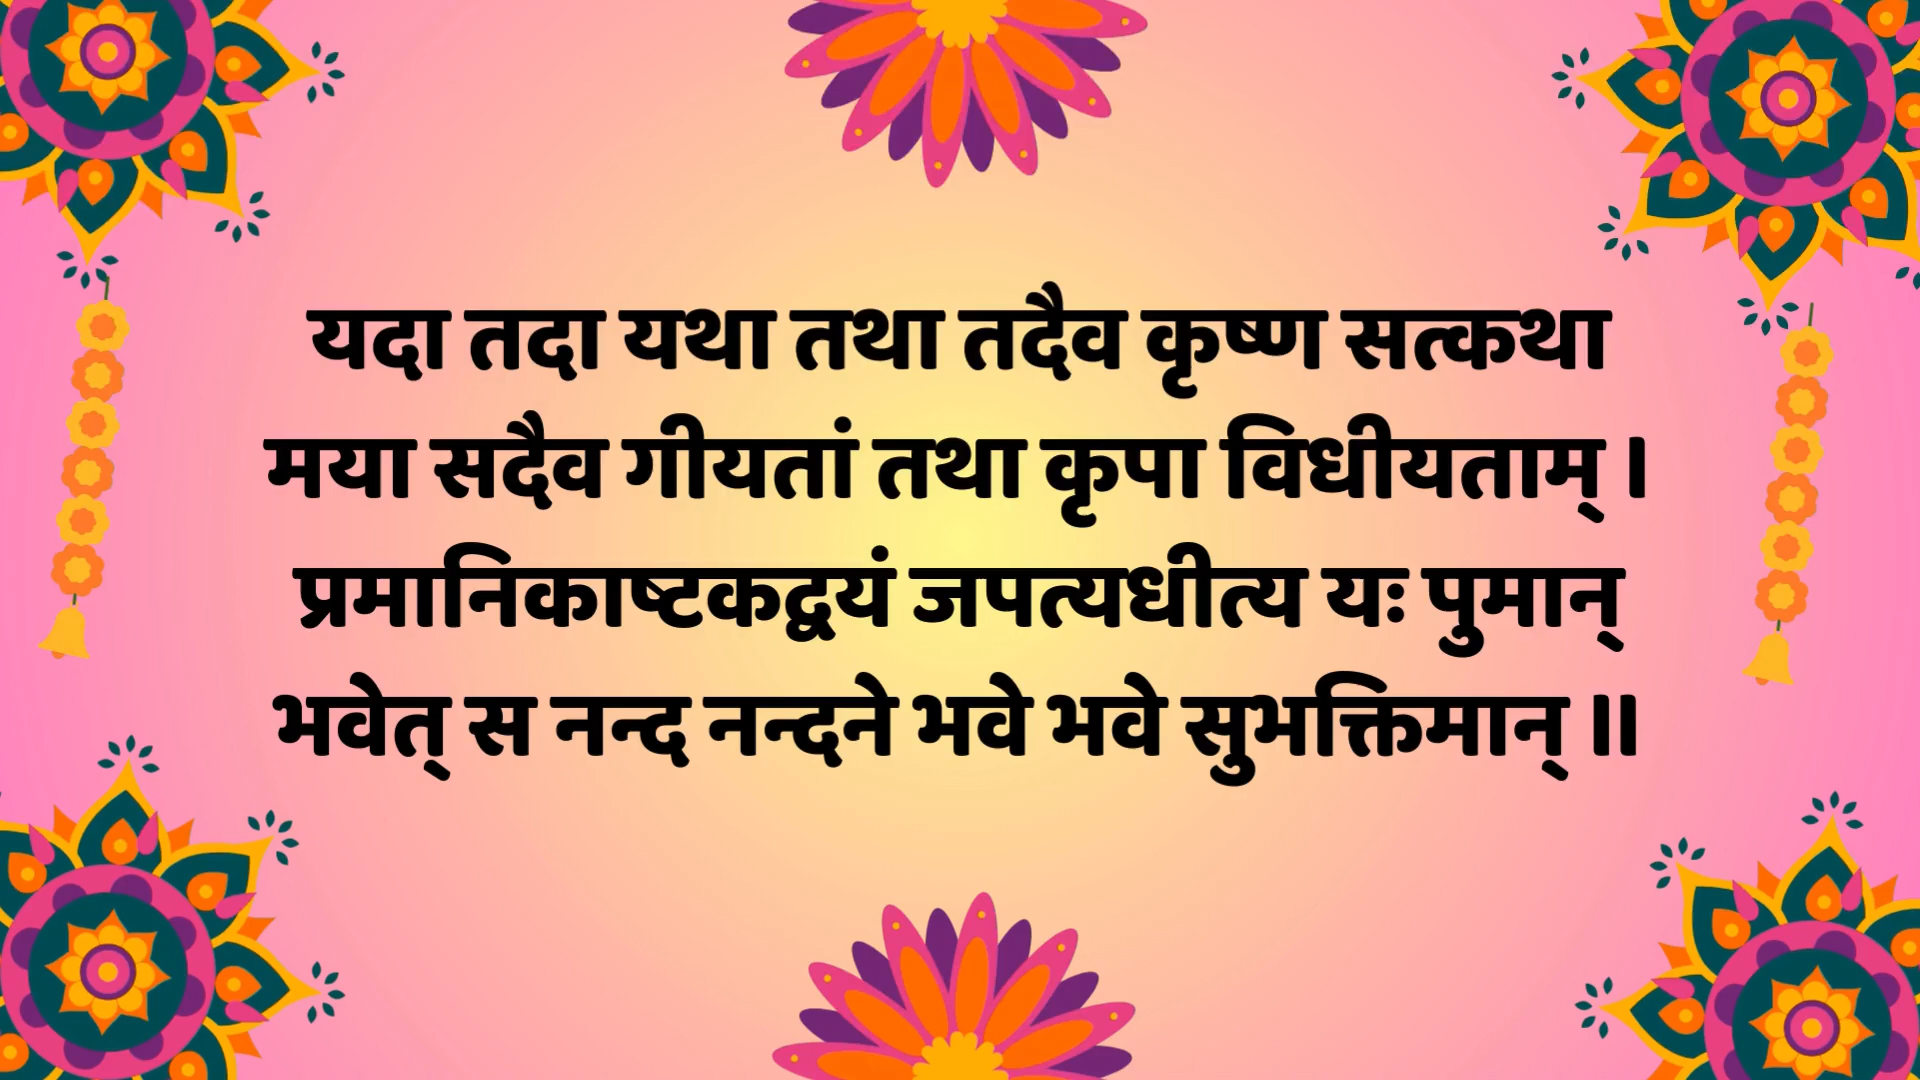 यदा तदा यथा तथा तदैव कृष्ण सत्कथा
मया सदैव गीयतां तथा कृपा विधीयताम् ।
प्रमानिकाष्टकद्वयं जपत्यधीत्य यः पुमान्
भवेत् स नन्द नन्दने भवे भवे सुभक्तिमान् ॥